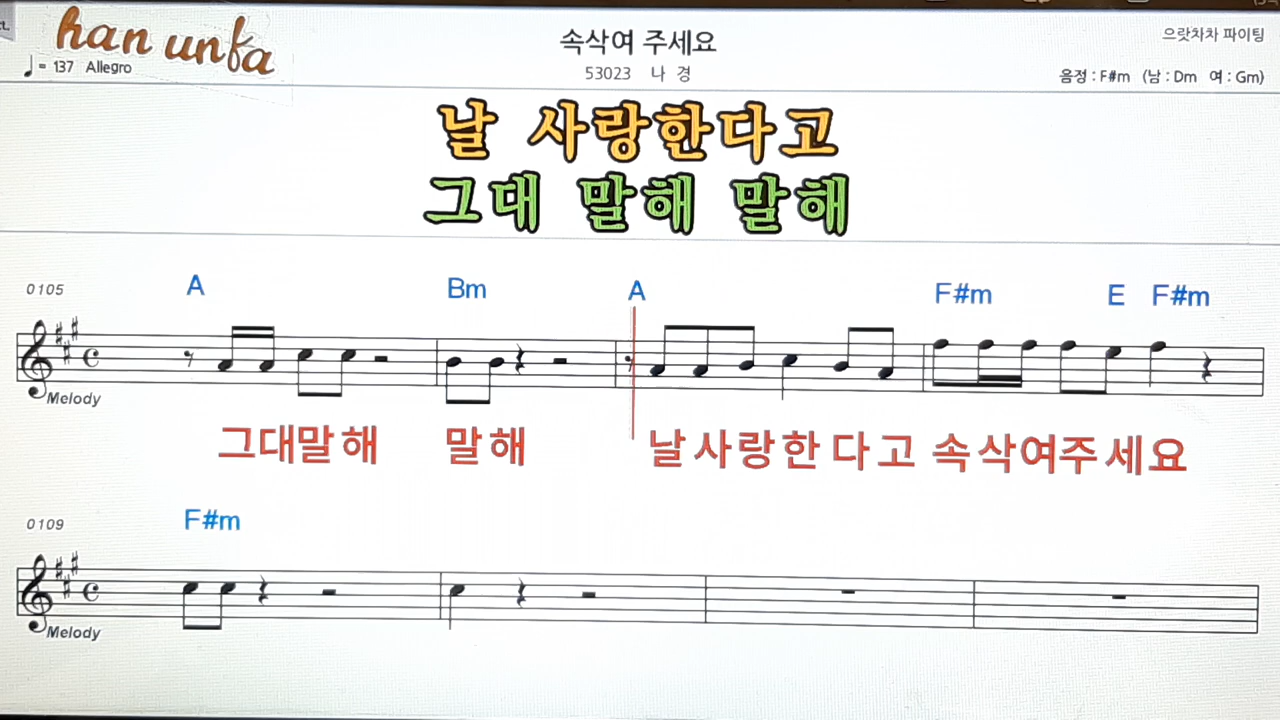 han unfa
속삭여 주세요
으랏차차 파이팅
♩= 137 Allegro
53023 나 경
음정 : F#m (남 : Dm 여 : Gm)
날 사랑한다고
그대 말해 말해
0105
A Bm A F#m E F#m
Melody
그대말해 말해 날사랑한다고 속삭여주세요
0109
F#m
Melody